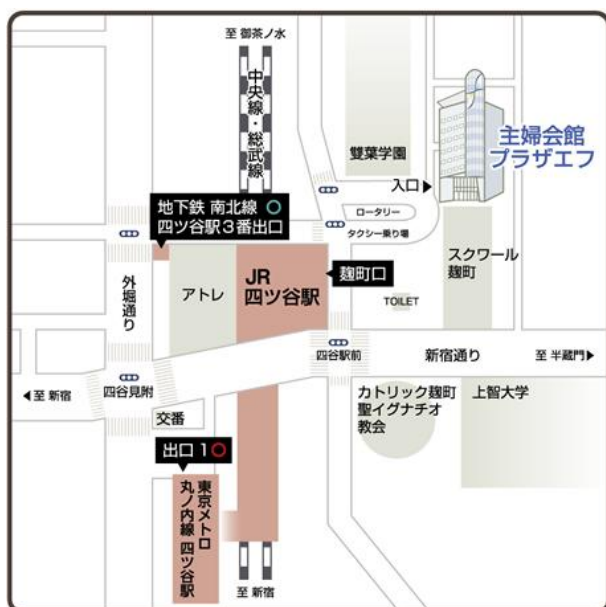 至 御茶ノ水
中央線・総武線
雙葉学園
主婦会館
プラザエフ
入口
地下鉄 南北線
四ツ谷駅3番出口
ロータリー
タクシー乗り場
スクワール
麹町
外堀通り
アトレ
JR
四ツ谷駅
麹町口
TOILET
四谷駅前
新宿通り
至 半蔵門
至 新宿
四谷見附
交番
カトリック麹町
聖イグナチオ
教会
上智大学
出口 1
東京メトロ
丸ノ内線 四ツ谷駅
至 新宿